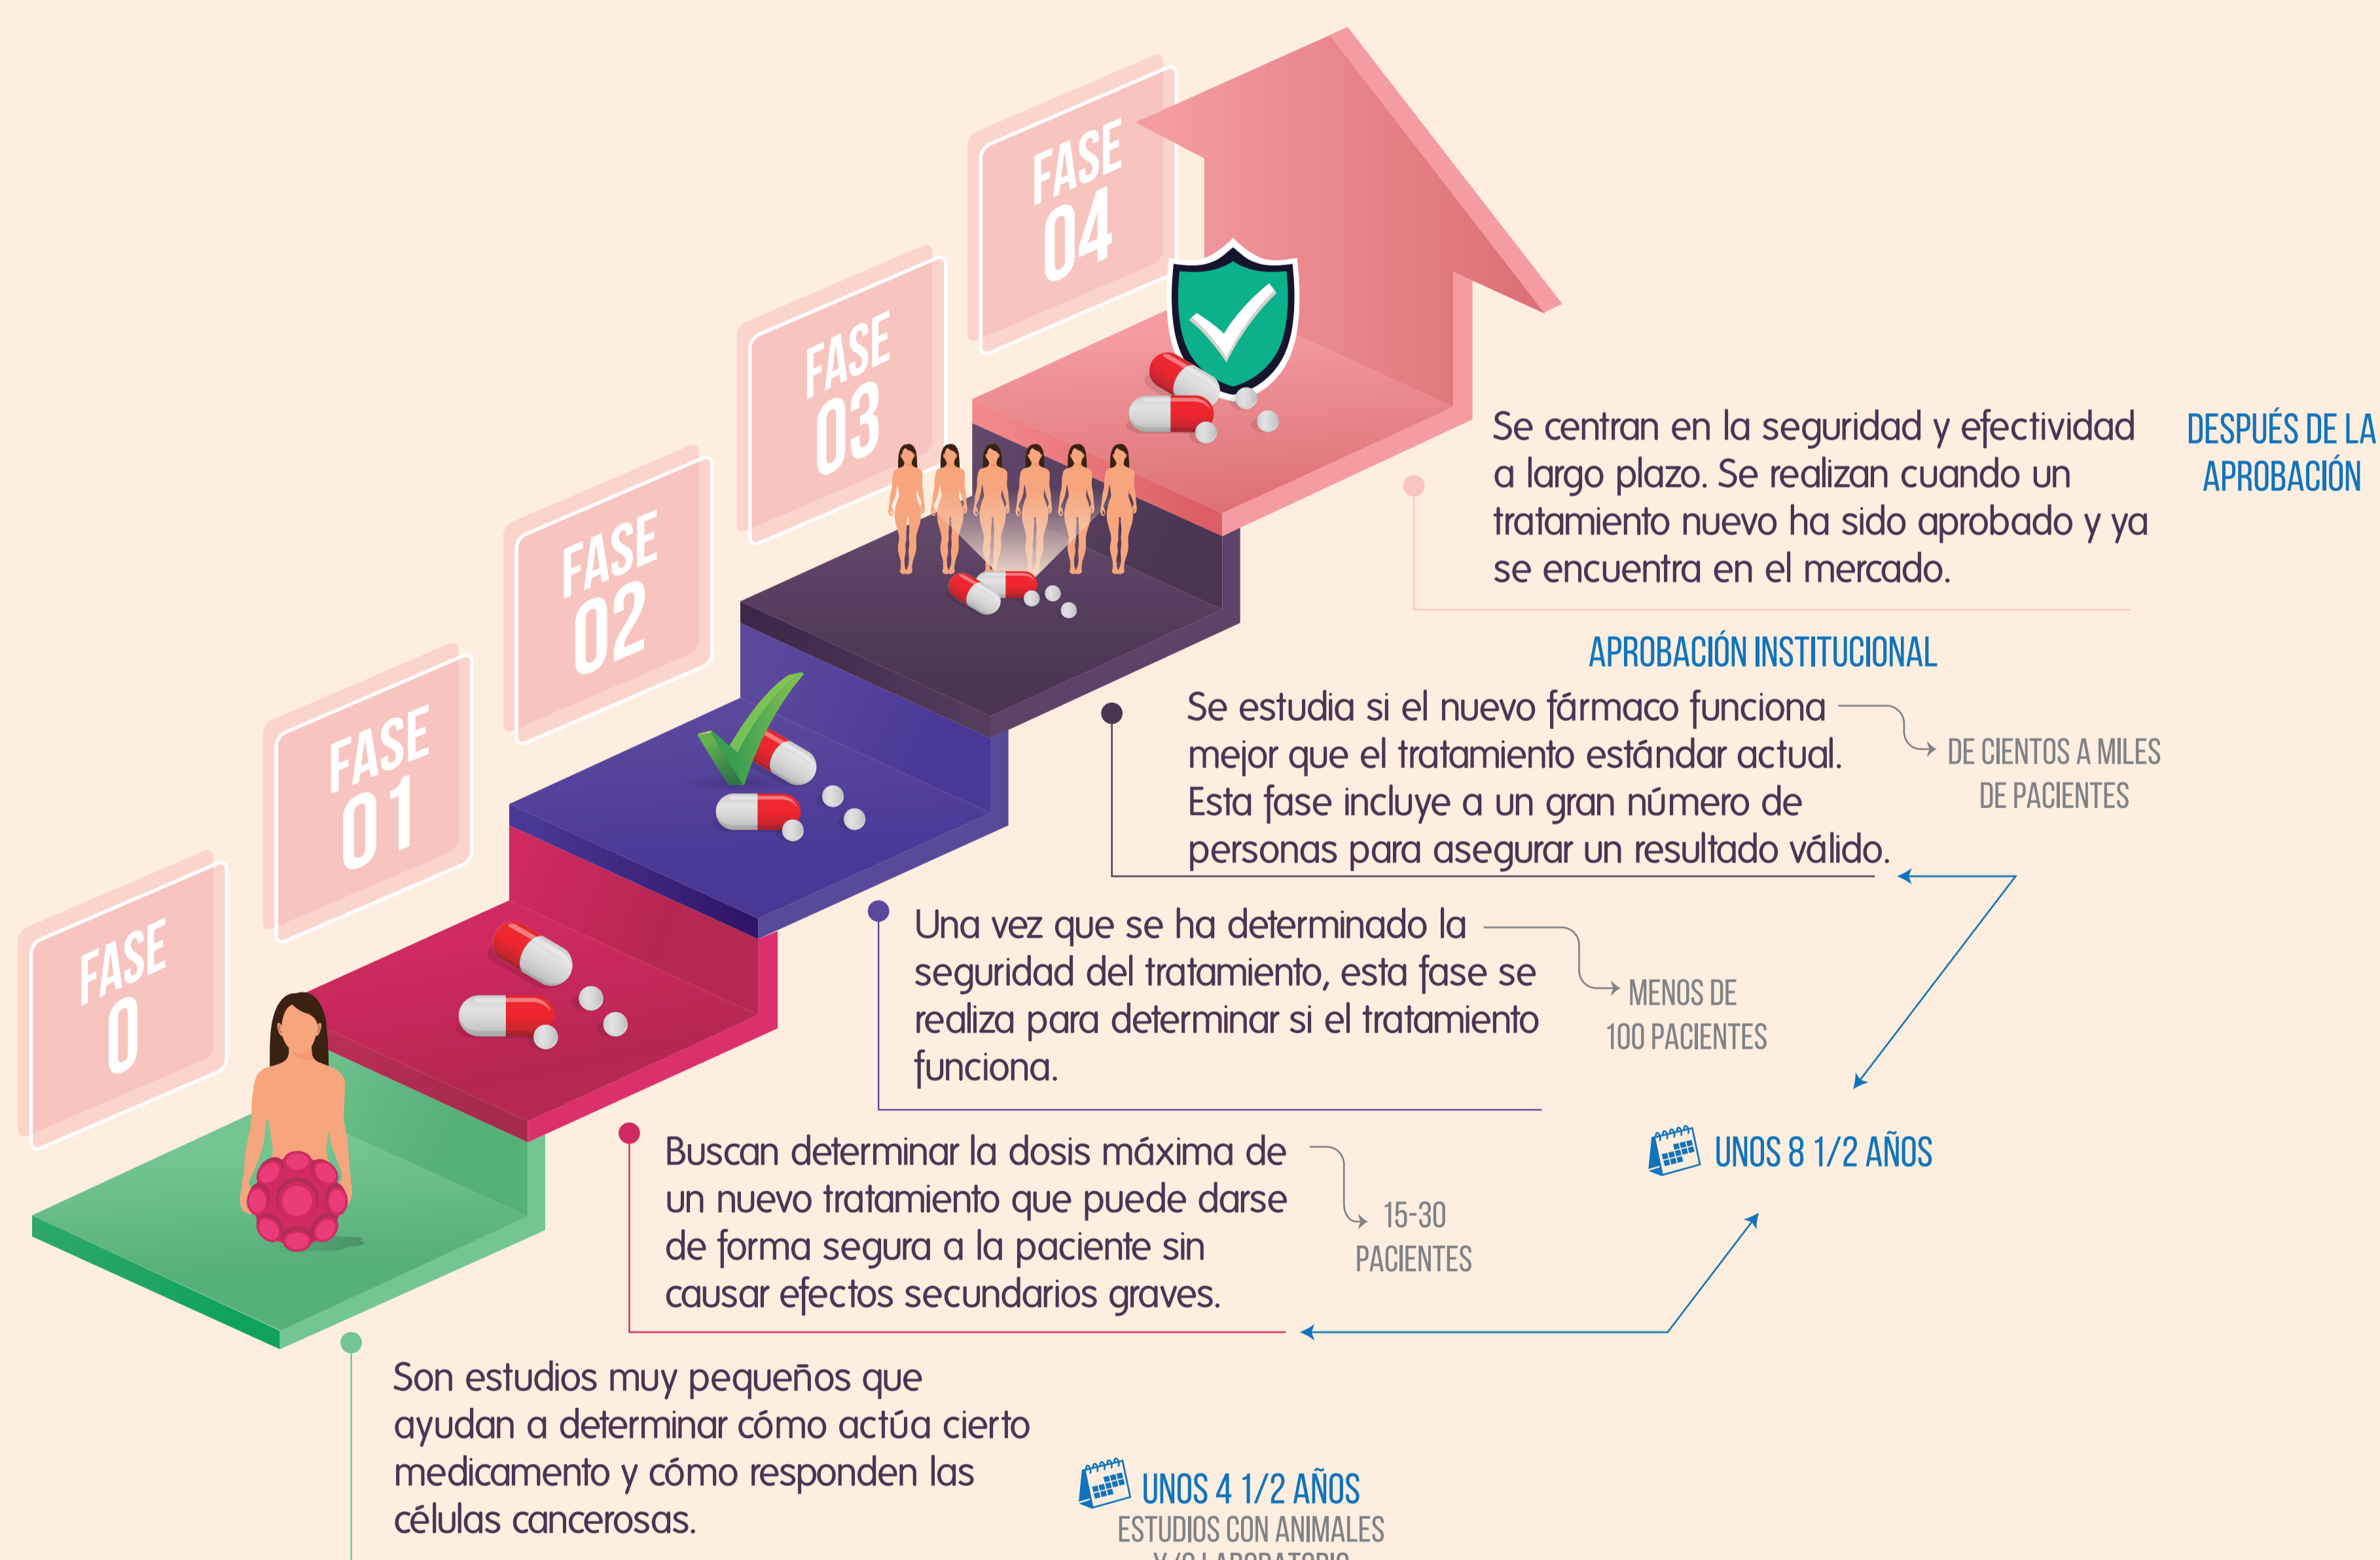 FASE
04
FASE
03
FASE
02
FASE
01
FASE
0
Se centran en la seguridad y efectividad
a largo plazo. Se realizan cuando un
tratamiento nuevo ha sido aprobado y ya
se encuentra en el mercado.
DESPUÉS DE LA
APROBACIÓN
APROBACIÓN INSTITUCIONAL
Se estudia si el nuevo fármaco funciona
mejor que el tratamiento estándar actual.
Esta fase incluye a un gran número de
personas para asegurar un resultado válido.
DE CIENTOS A MILES
DE PACIENTES
Una vez que se ha determinado la
seguridad del tratamiento, esta fase se
realiza para determinar si el tratamiento
funciona.
MENOS DE
100 PACIENTES
UNOS 8 1/2 AÑOS
Buscan determinar la dosis máxima de
un nuevo tratamiento que puede darse
de forma segura a la paciente sin
causar efectos secundarios graves.
15-30
PACIENTES
Son estudios muy pequeños que
ayudan a determinar cómo actúa cierto
medicamento y cómo responden las
células cancerosas.
UNOS 4 1/2 AÑOS
ESTUDIOS CON ANIMALES